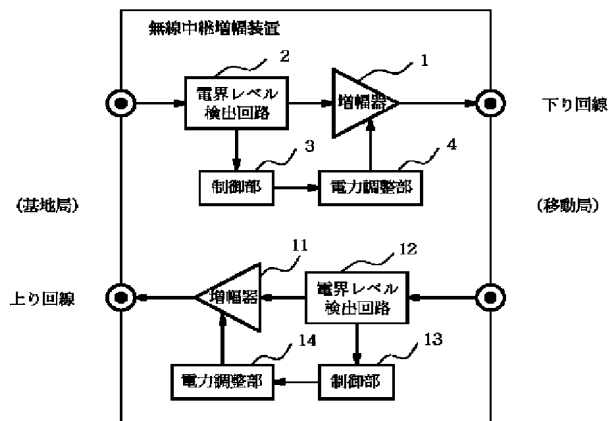 無線中継増幅装置
2
1
電界レベル
検出回路
増幅器
下り回線
3
4
制御部
電力調整部
(基地局)
(移動局)
11
12
上り回線
増幅器
電界レベル
検出回路
14
13
電力調整部
制御部